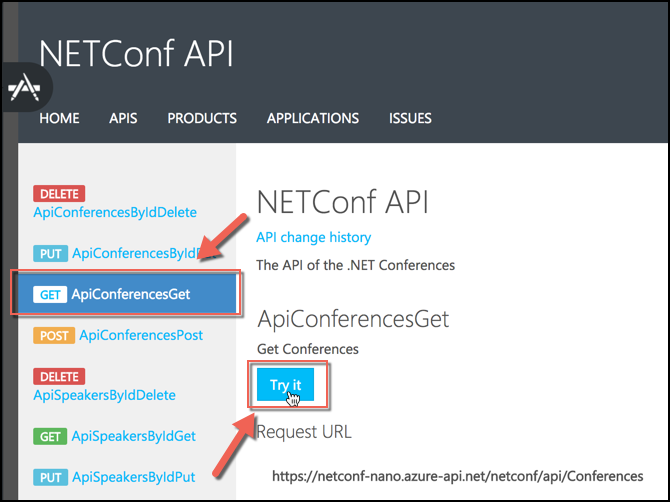 NETConf API
HOME APIS PRODUCTS APPLICATIONS ISSUES
DELETE
ApiConferencesByIdDelete
PUT ApiConferencesByID
GET ApiConferencesGet
POST ApiConferencesPost
DELETE
ApiSpeakersByIdDelete
GET ApiSpeakersByIdGet
PUT ApiSpeakersByIdPut
NETConf API
API change history
The API of the .NET Conferences
ApiConferencesGet
Get Conferences
Try it
Request URL
https://netconf-nano.azure-api.net/netconf/api/Conferences